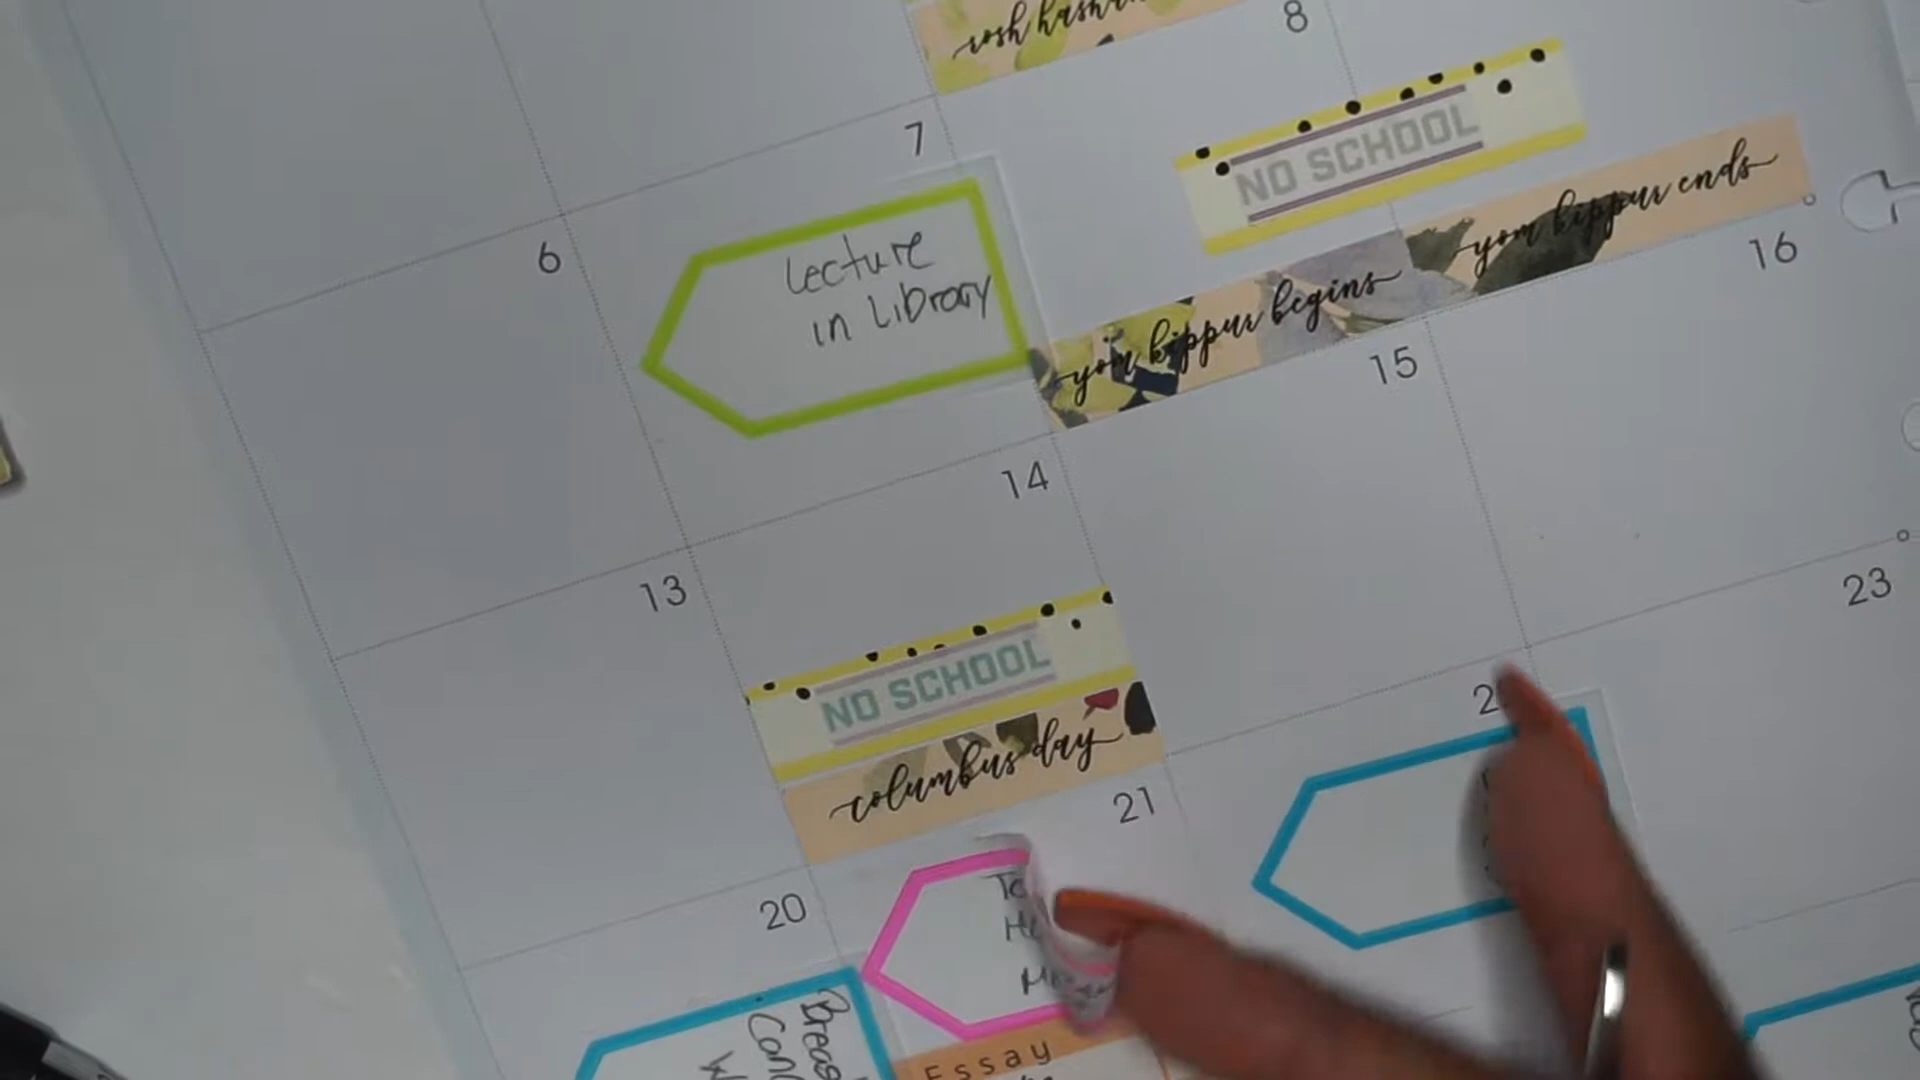 rosh
8
NO SCHOOL
7
yom kippur ends
16
6
Lecture
in Library
yom kippur begins
15
14
23
13
NO SCHOOL
columbus day
21
20
Essay